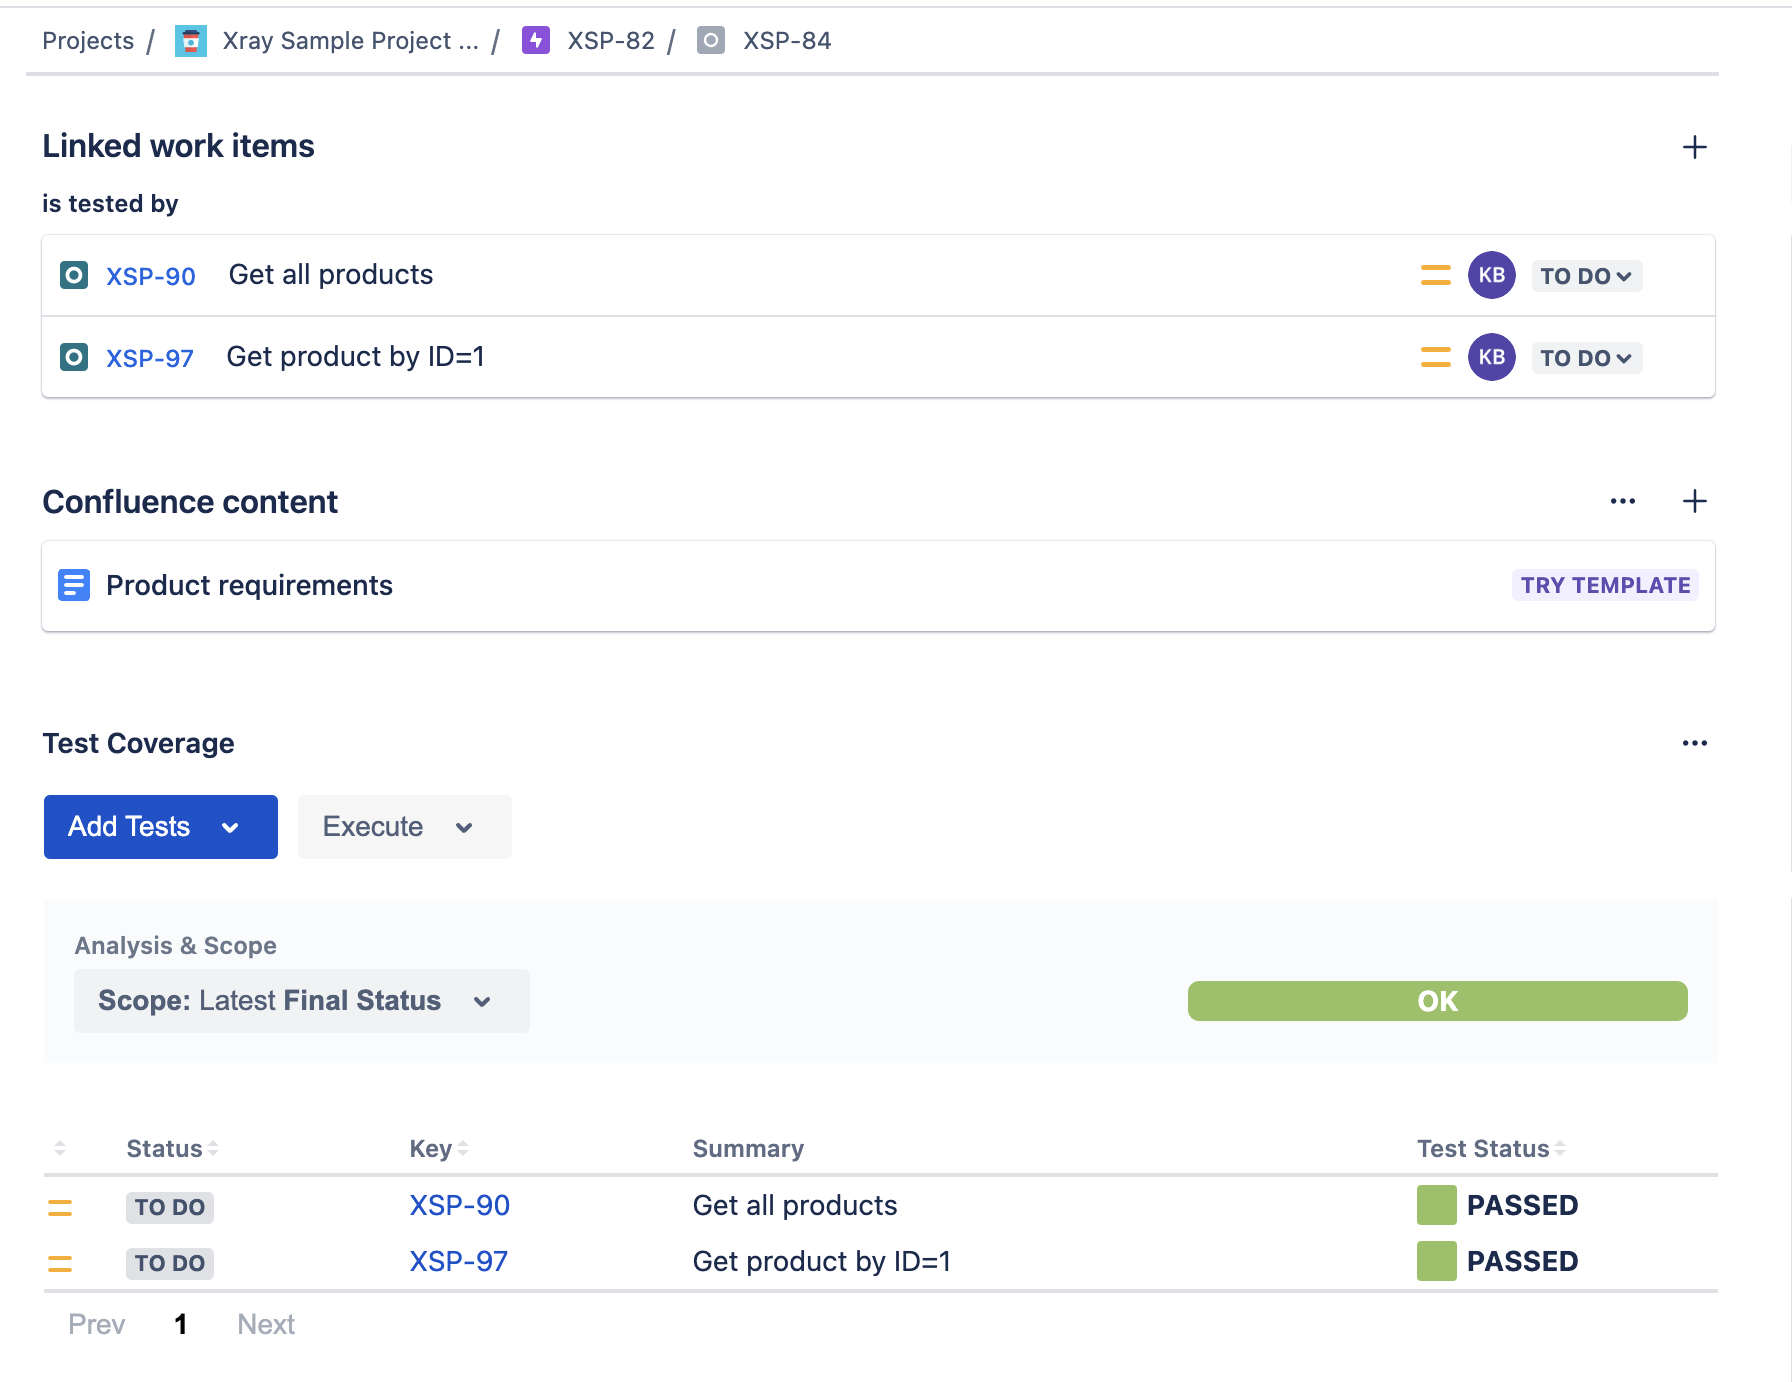 Projects / Xray Sample Project ... / XSP-82 / XSP-84
Linked work items
is tested by
XSP-90 Get all products KB TO DO
XSP-97 Get product by ID=1 KB TO DO
Confluence content
Product requirements TRY TEMPLATE
Test Coverage
Add Tests Execute
Analysis & Scope
Scope: Latest Final Status OK
Status Key Summary Test Status
TO DO XSP-90 Get all products PASSED
TO DO XSP-97 Get product by ID=1 PASSED
Prev 1 Next